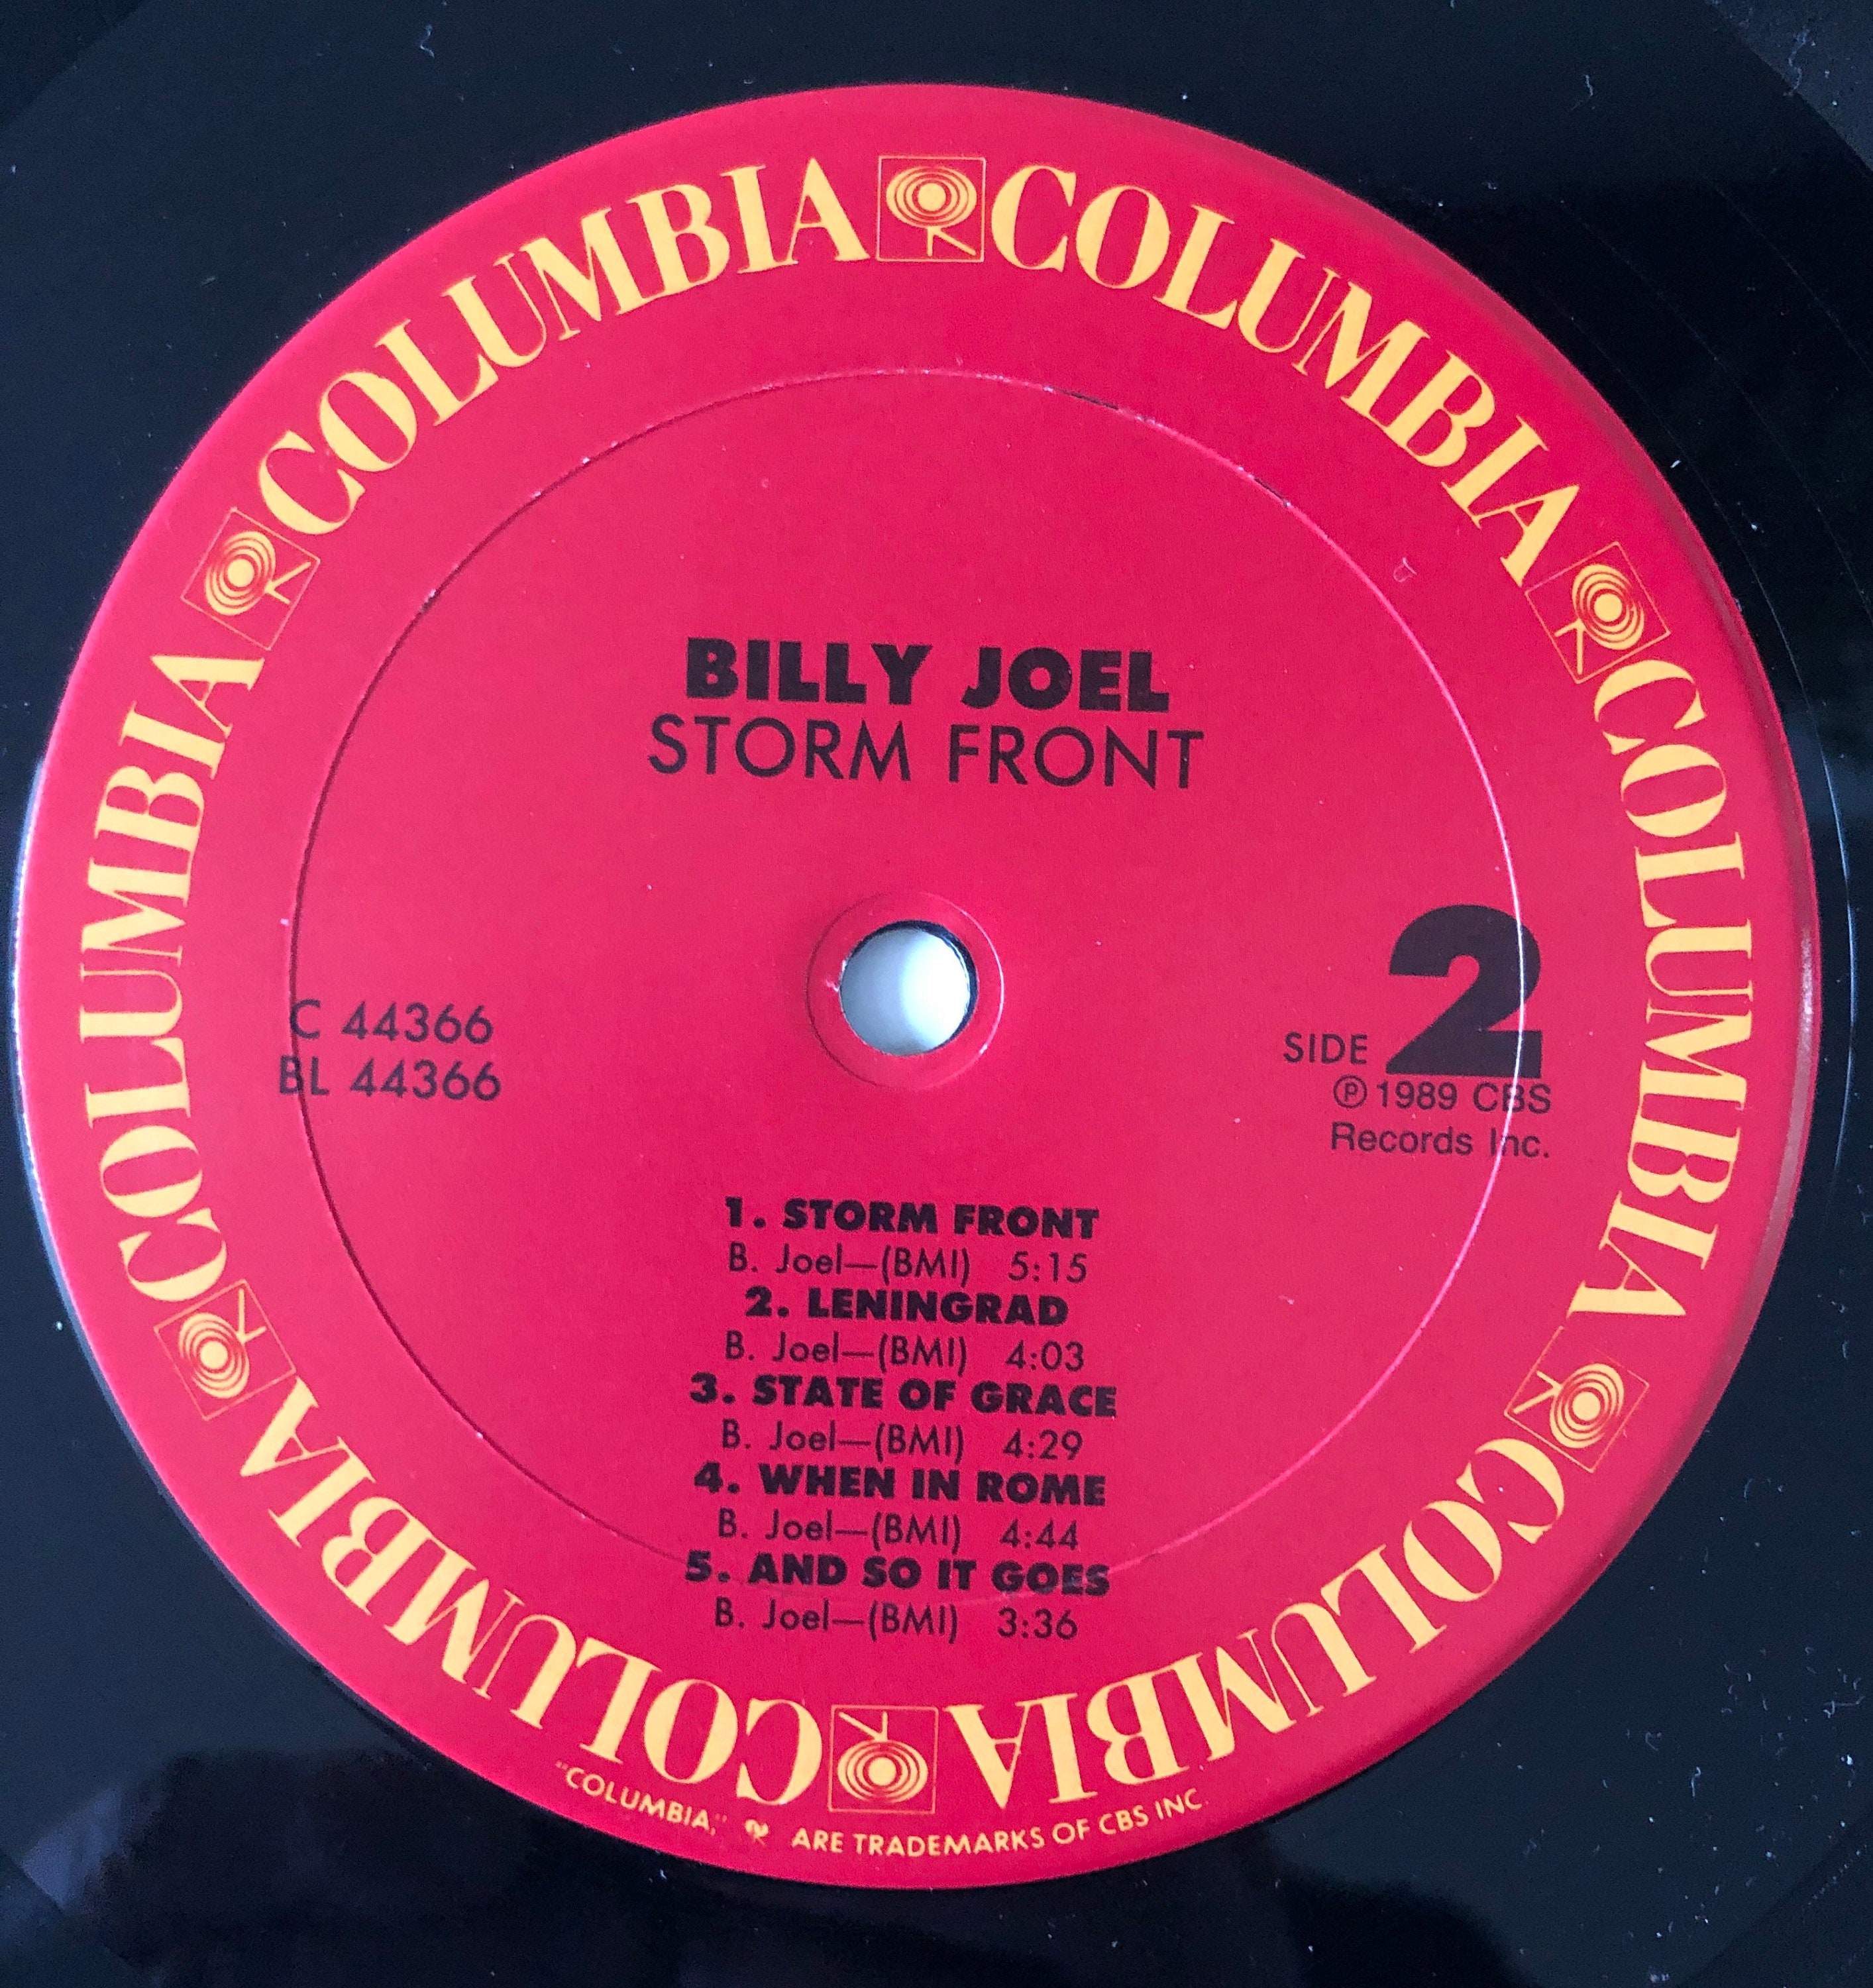 COLUMBIA COLUMBIA COLUMBIA COLUMBIA COLUMBIA COLUMBIA
BILLY JOEL
STORM FRONT
C 44366
BL 44366
SIDE 2
℗ 1989 CBS
Records Inc.
1. STORM FRONT
B. Joel—(BMI) 5:15
2. LENINGRAD
B. Joel—(BMI) 4:03
3. STATE OF GRACE
B. Joel—(BMI) 4:29
4. WHEN IN ROME
B. Joel—(BMI) 4:44
5. AND SO IT GOES
B. Joel—(BMI) 3:36
"COLUMBIA," ARE TRADEMARKS OF CBS INC.